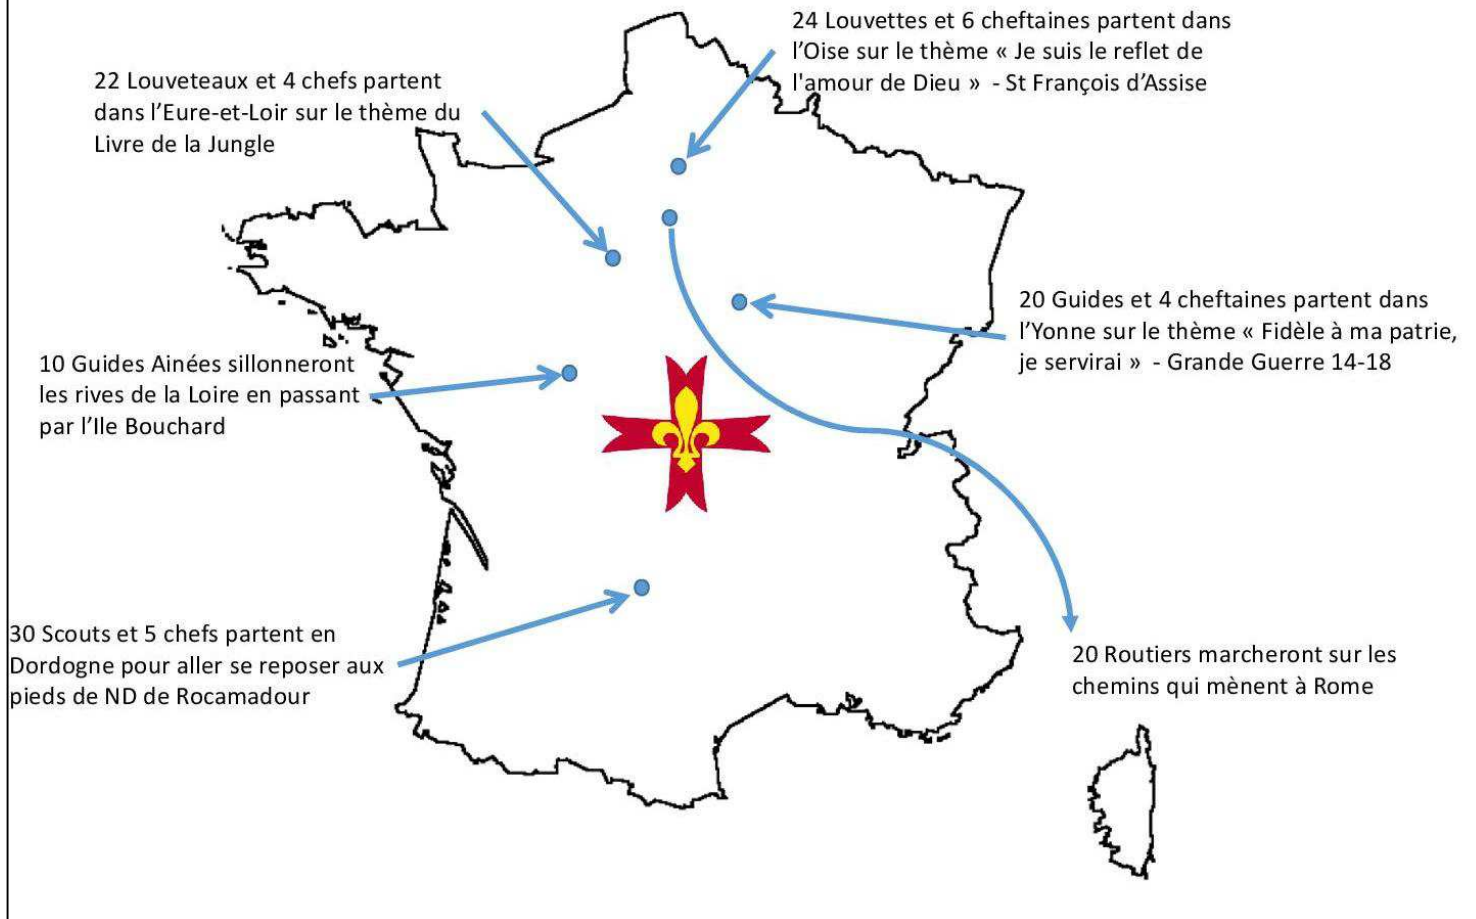 24 Louvettes et 6 cheftaines partent dans
l'Oise sur le thème « Je suis le reflet de
l'amour de Dieu »  - St François d'Assise
22 Louveteaux et 4 chefs partent
dans l'Eure-et-Loir sur le thème du
Livre de la Jungle
20 Guides et 4 cheftaines partent dans
l'Yonne sur le thème « Fidèle à ma patrie,
je servirai »  - Grande Guerre 14-18
10 Guides Ainées sillonneront
les rives de la Loire en passant
par l'Ile Bouchard
30 Scouts et 5 chefs partent en
Dordogne pour aller se reposer aux
pieds de ND de Rocamadour
20 Routiers marcheront sur les
chemins qui mènent à Rome